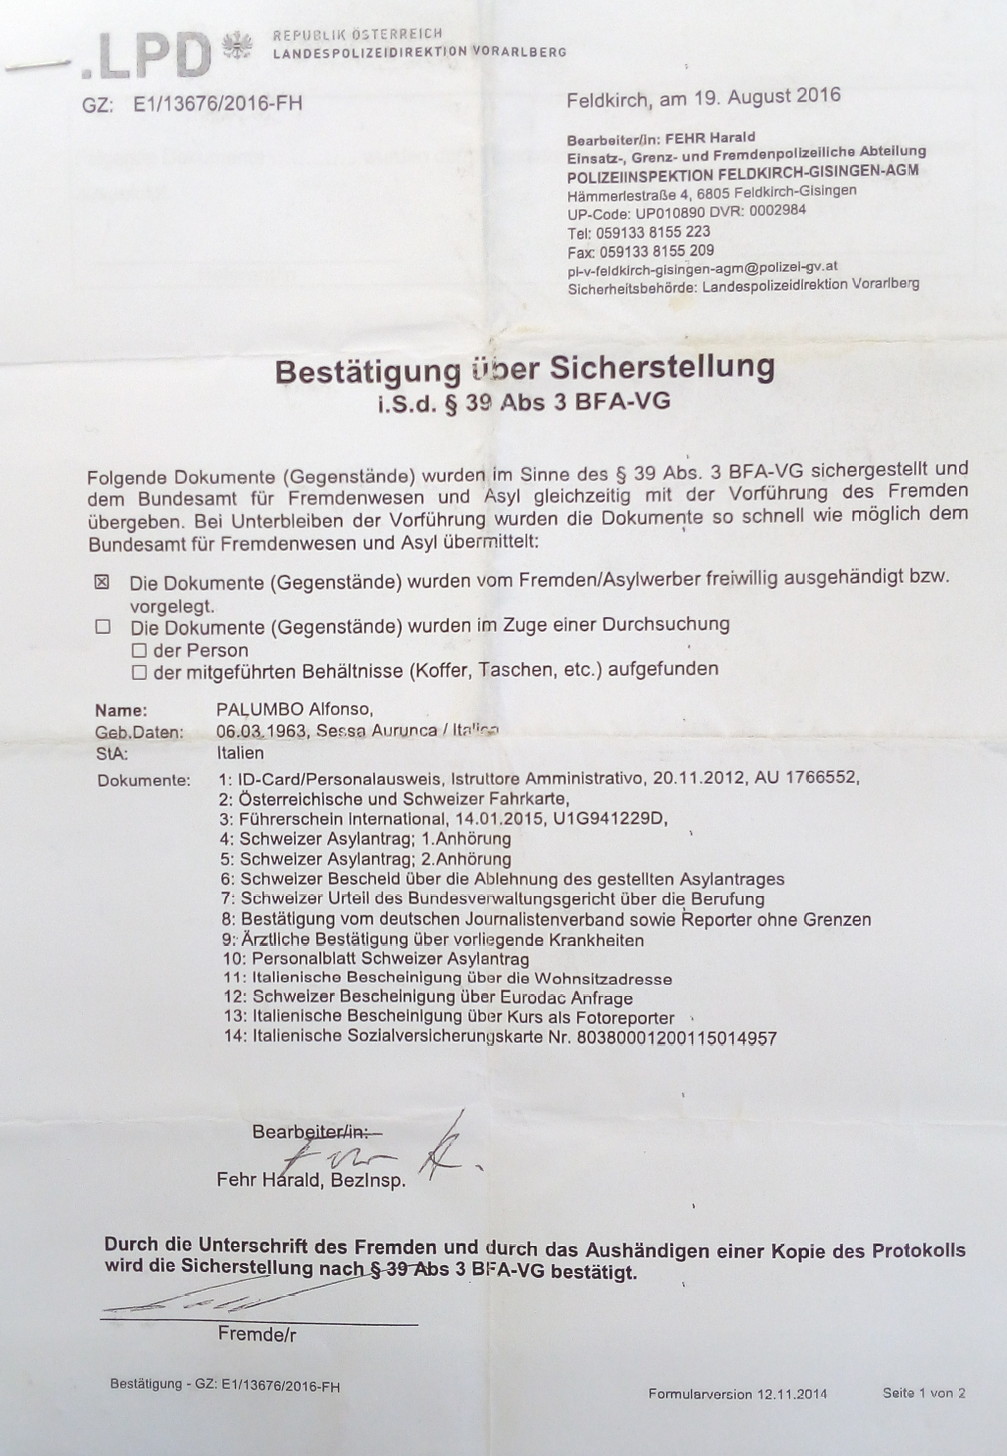 .LPD REPUBLIK ÖSTERREICH
LANDESPOLIZEIDIREKTION VORARLBERG
GZ: E1/13676/2016-FH
Feldkirch, am 19. August 2016
Bearbeiter/in: FEHR Harald
Einsatz-, Grenz- und Fremdenpolizeiliche Abteilung
POLIZEIINSPEKTION FELDKIRCH-GISINGEN-AGM
Hämmerlestraße 4, 6805 Feldkirch-Gisingen
UP-Code: UP010890 DVR: 0002984
Tel: 059133 8155 223
Fax: 059133 8155 209
pi-v-feldkirch-gisingen-agm@polizei-gv.at
Sicherheitsbehörde: Landespolizeidirektion Vorarlberg
Bestätigung über Sicherstellung
i.S.d. § 39 Abs 3 BFA-VG
Folgende Dokumente (Gegenstände) wurden im Sinne des § 39 Abs. 3 BFA-VG sichergestellt und
dem Bundesamt für Fremdenwesen und Asyl gleichzeitig mit der Vorführung des Fremden
übergeben. Bei Unterbleiben der Vorführung wurden die Dokumente so schnell wie möglich dem
Bundesamt für Fremdenwesen und Asyl übermittelt:
☒ Die Dokumente (Gegenstände) wurden vom Fremden/Asylwerber freiwillig ausgehändigt bzw.
vorgelegt.
☐ Die Dokumente (Gegenstände) wurden im Zuge einer Durchsuchung
☐ der Person
☐ der mitgeführten Behältnisse (Koffer, Taschen, etc.) aufgefunden
Name: PALUMBO Alfonso,
Geb.Daten: 06.03.1963, Sessa Aurunca / Italien
StA: Italien
Dokumente: 1: ID-Card/Personalausweis, Istruttore Amministrativo, 20.11.2012, AU 1766552,
2: Österreichische und Schweizer Fahrkarte,
3: Führerschein International, 14.01.2015, U1G941229D,
4: Schweizer Asylantrag; 1.Anhörung
5: Schweizer Asylantrag; 2.Anhörung
6: Schweizer Bescheid über die Ablehnung des gestellten Asylantrages
7: Schweizer Urteil des Bundesverwaltungsgericht über die Berufung
8: Bestätigung vom deutschen Journalistenverband sowie Reporter ohne Grenzen
9: Ärztliche Bestätigung über vorliegende Krankheiten
10: Personalblatt Schweizer Asylantrag
11: Italienische Bescheinigung über die Wohnsitzadresse
12: Schweizer Bescheinigung über Eurodac Anfrage
13: Italienische Bescheinigung über Kurs als Fotoreporter
14: Italienische Sozialversicherungskarte Nr. 80380001200115014957
Bearbeiter/in:
Fehr H.
Fehr Harald, BezInsp.
Durch die Unterschrift des Fremden und durch das Aushändigen einer Kopie des Protokolls
wird die Sicherstellung nach § 39 Abs 3 BFA-VG bestätigt.
Fremde/r
Bestätigung - GZ: E1/13676/2016-FH
Formularversion 12.11.2014 Seite 1 von 2